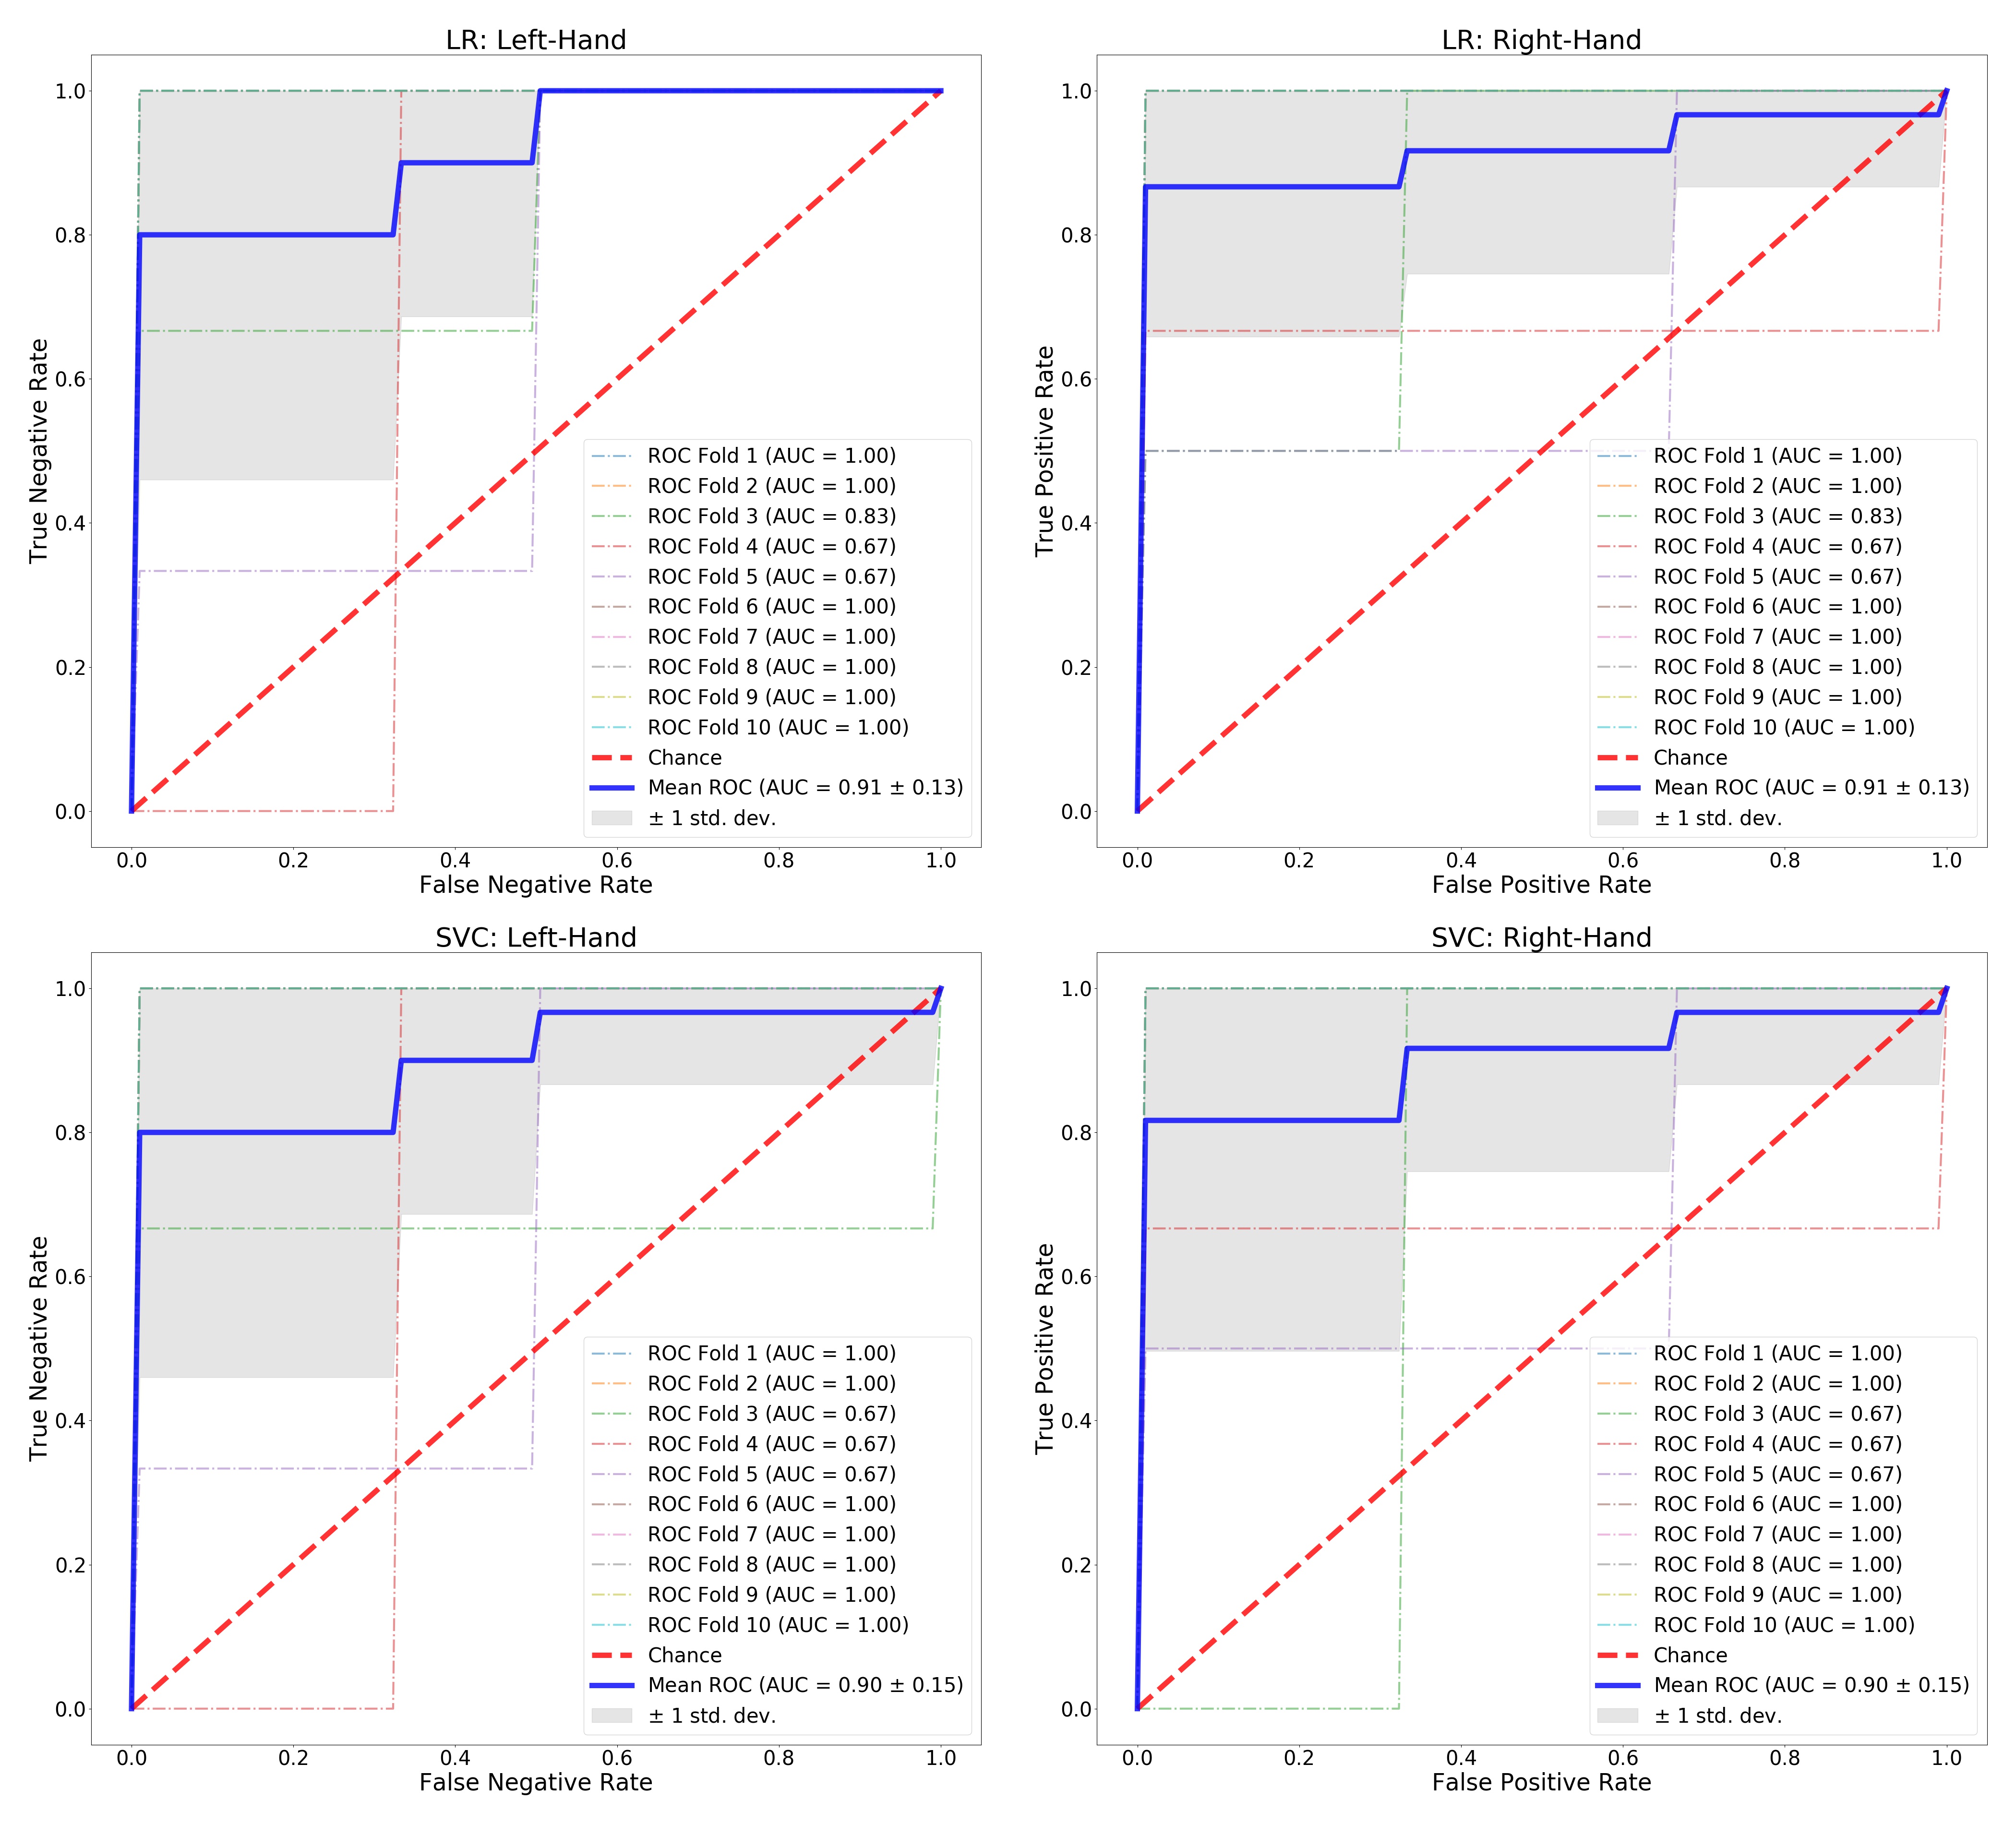 LR: Left-Hand
True Negative Rate
1.0
0.8
0.6
0.4
0.2
0.0
ROC Fold 1 (AUC = 1.00)
ROC Fold 2 (AUC = 1.00)
ROC Fold 3 (AUC = 0.83)
ROC Fold 4 (AUC = 0.67)
ROC Fold 5 (AUC = 0.67)
ROC Fold 6 (AUC = 1.00)
ROC Fold 7 (AUC = 1.00)
ROC Fold 8 (AUC = 1.00)
ROC Fold 9 (AUC = 1.00)
ROC Fold 10 (AUC = 1.00)
Chance
Mean ROC (AUC = 0.91 ± 0.13)
± 1 std. dev.
0.0 0.2 0.4 0.6 0.8 1.0
False Negative Rate
LR: Right-Hand
True Positive Rate
1.0
0.8
0.6
0.4
0.2
0.0
ROC Fold 1 (AUC = 1.00)
ROC Fold 2 (AUC = 1.00)
ROC Fold 3 (AUC = 0.83)
ROC Fold 4 (AUC = 0.67)
ROC Fold 5 (AUC = 0.67)
ROC Fold 6 (AUC = 1.00)
ROC Fold 7 (AUC = 1.00)
ROC Fold 8 (AUC = 1.00)
ROC Fold 9 (AUC = 1.00)
ROC Fold 10 (AUC = 1.00)
Chance
Mean ROC (AUC = 0.91 ± 0.13)
± 1 std. dev.
0.0 0.2 0.4 0.6 0.8 1.0
False Positive Rate
SVC: Left-Hand
True Negative Rate
1.0
0.8
0.6
0.4
0.2
0.0
ROC Fold 1 (AUC = 1.00)
ROC Fold 2 (AUC = 1.00)
ROC Fold 3 (AUC = 0.67)
ROC Fold 4 (AUC = 0.67)
ROC Fold 5 (AUC = 0.67)
ROC Fold 6 (AUC = 1.00)
ROC Fold 7 (AUC = 1.00)
ROC Fold 8 (AUC = 1.00)
ROC Fold 9 (AUC = 1.00)
ROC Fold 10 (AUC = 1.00)
Chance
Mean ROC (AUC = 0.90 ± 0.15)
± 1 std. dev.
0.0 0.2 0.4 0.6 0.8 1.0
False Negative Rate
SVC: Right-Hand
True Positive Rate
1.0
0.8
0.6
0.4
0.2
0.0
ROC Fold 1 (AUC = 1.00)
ROC Fold 2 (AUC = 1.00)
ROC Fold 3 (AUC = 0.67)
ROC Fold 4 (AUC = 0.67)
ROC Fold 5 (AUC = 0.67)
ROC Fold 6 (AUC = 1.00)
ROC Fold 7 (AUC = 1.00)
ROC Fold 8 (AUC = 1.00)
ROC Fold 9 (AUC = 1.00)
ROC Fold 10 (AUC = 1.00)
Chance
Mean ROC (AUC = 0.90 ± 0.15)
± 1 std. dev.
0.0 0.2 0.4 0.6 0.8 1.0
False Positive Rate